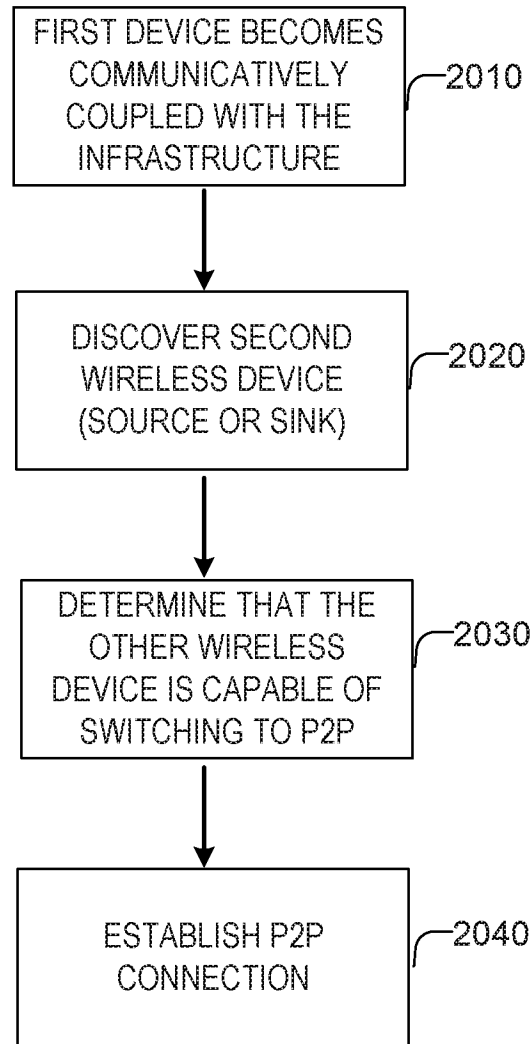 FIRST DEVICE BECOMES
COMMUNICATIVELY
COUPLED WITH THE
INFRASTRUCTURE
2010
DISCOVER SECOND
WIRELESS DEVICE
(SOURCE OR SINK)
2020
DETERMINE THAT THE
OTHER WIRELESS
DEVICE IS CAPABLE OF
SWITCHING TO P2P
2030
ESTABLISH P2P
CONNECTION
2040